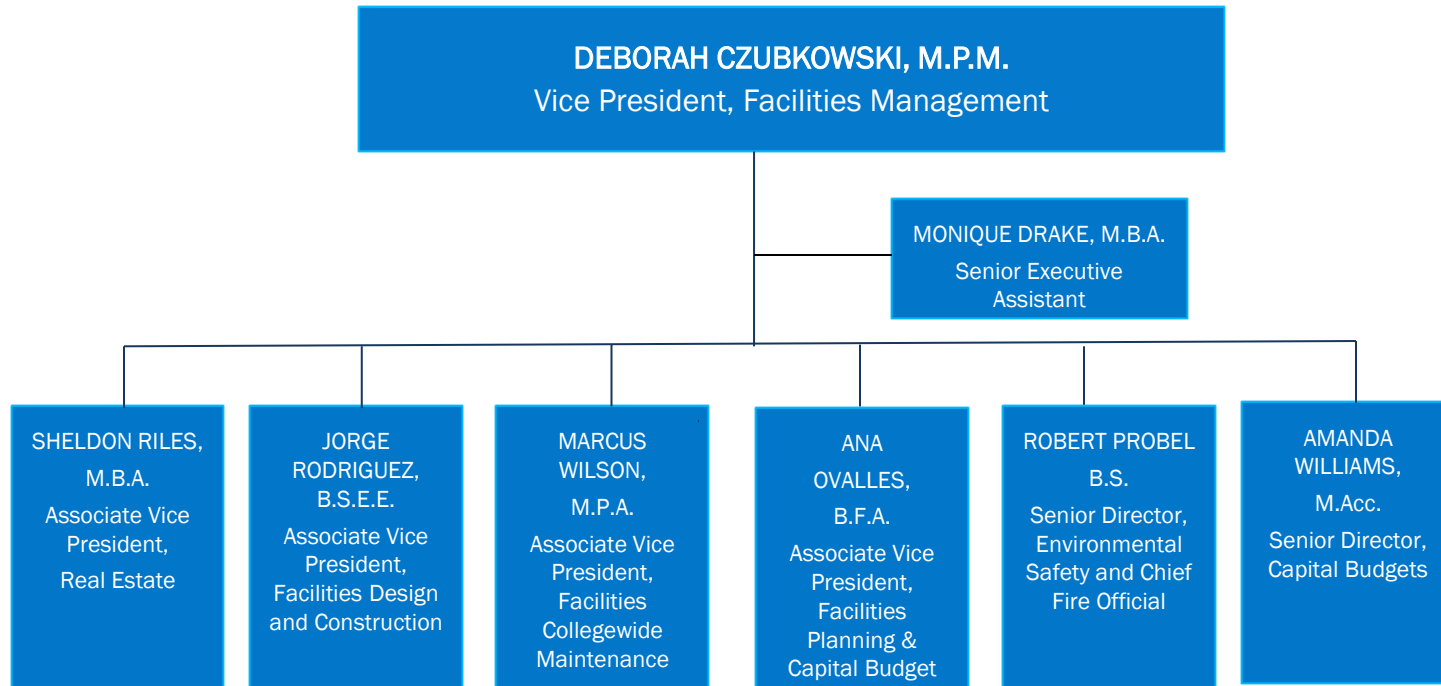 DEBORAH CZUBKOWSKI, M.P.M.
Vice President, Facilities Management
MONIQUE DRAKE, M.B.A.
Senior Executive
Assistant
SHELDON RILES,
M.B.A.
Associate Vice
President,
Real Estate
JORGE
RODRIGUEZ,
B.S.E.E.
Associate Vice
President,
Facilities Design
and Construction
MARCUS
WILSON,
M.P.A.
Associate Vice
President,
Facilities
Collegewide
Maintenance
ANA
OVALLES,
B.F.A.
Associate Vice
President,
Facilities
Planning &
Capital Budget
ROBERT PROBEL
B.S.
Senior Director,
Environmental
Safety and Chief
Fire Official
AMANDA
WILLIAMS,
M.Acc.
Senior Director,
Capital Budgets